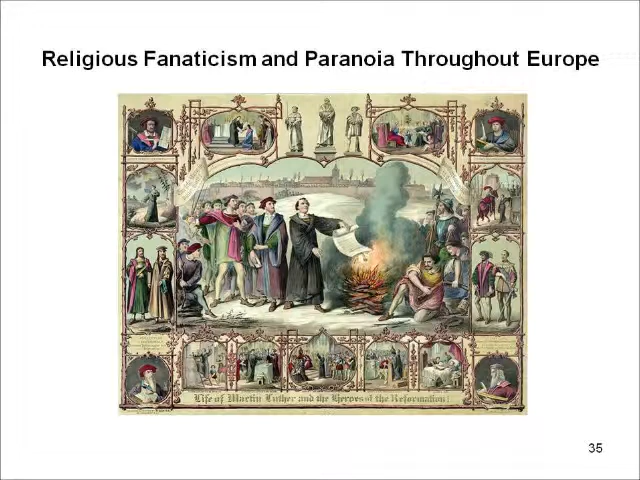 Religious Fanaticism and Paranoia Throughout Europe
Life of Martin Luther and the Heroes of the Reformation!
35